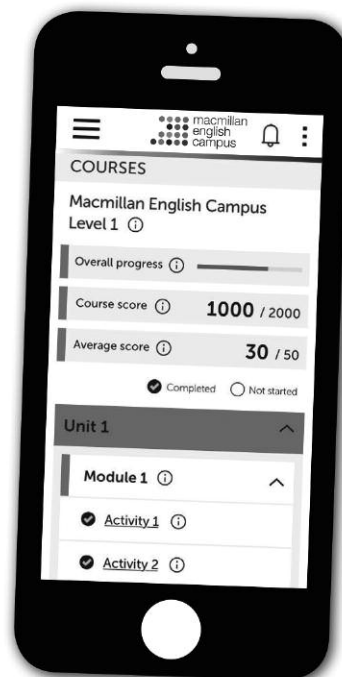 macmillan
english
campus
COURSES
Macmillan English Campus
Level 1
Overall progress
Course score 1000 / 2000
Average score 30 / 50
Completed Not started
Unit 1
Module 1
Activity 1
Activity 2